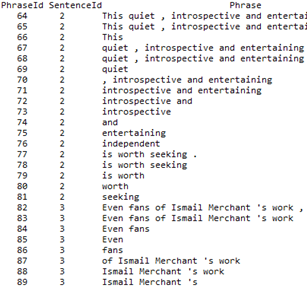 PhraseId SentenceId Phrase
64 2 This quiet , introspective and entertai
65 2 This quiet , introspective and entertai
66 2 This
67 2 quiet , introspective and entertaining
68 2 quiet , introspective and entertaining
69 2 quiet
70 2 , introspective and entertaining
71 2 introspective and entertaining
72 2 introspective and
73 2 introspective
74 2 and
75 2 entertaining
76 2 independent
77 2 is worth seeking .
78 2 is worth seeking
79 2 is worth
80 2 worth
81 2 seeking
82 3 Even fans of Ismail Merchant 's work ,
83 3 Even fans of Ismail Merchant 's work
84 3 Even fans
85 3 Even
86 3 fans
87 3 of Ismail Merchant 's work
88 3 Ismail Merchant 's work
89 3 Ismail Merchant 's